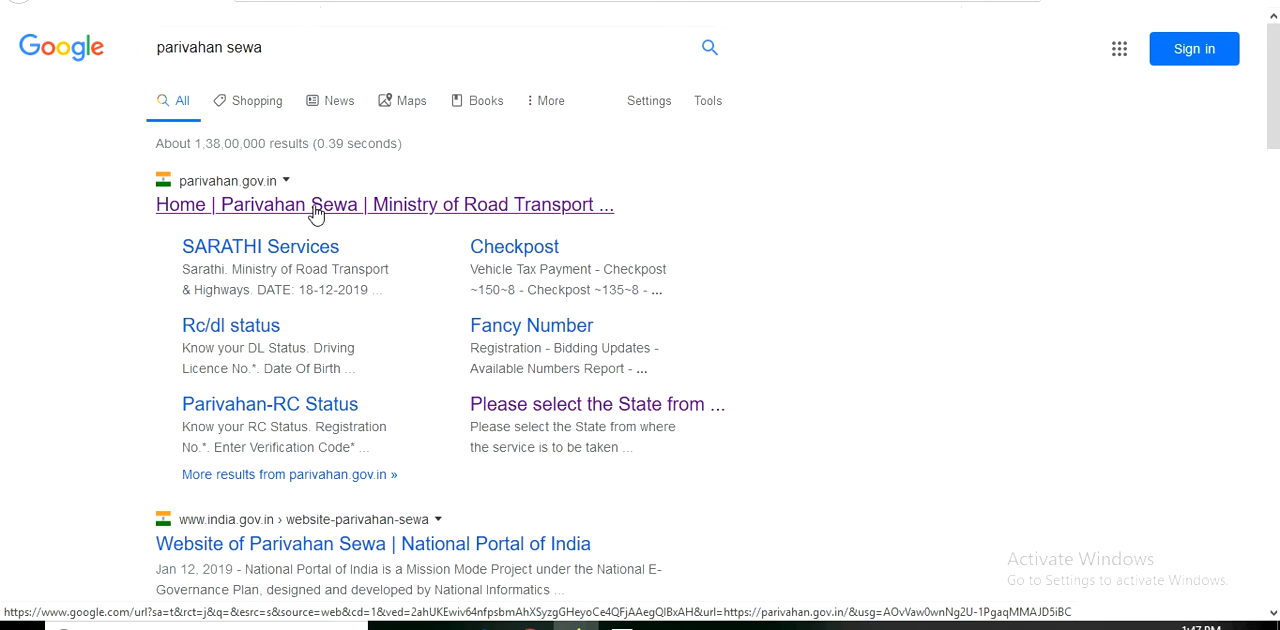 Google
parivahan sewa
Sign in
All Shopping News Maps Books More Settings Tools
About 1,38,00,000 results (0.39 seconds)
parivahan.gov.in
Home | Parivahan Sewa | Ministry of Road Transport ...
SARATHI Services
Sarathi. Ministry of Road Transport
& Highways. DATE: 18-12-2019 ...
Checkpost
Vehicle Tax Payment - Checkpost
~150~8 - Checkpost ~135~8 - ...
Rc/dl status
Know your DL Status. Driving
Licence No.*. Date Of Birth ...
Fancy Number
Registration - Bidding Updates -
Available Numbers Report - ...
Parivahan-RC Status
Know your RC Status. Registration
No.*. Enter Verification Code* ...
Please select the State from ...
Please select the State from where
the service is to be taken ...
More results from parivahan.gov.in »
www.india.gov.in › website-parivahan-sewa
Website of Parivahan Sewa | National Portal of India
Jan 12, 2019 - National Portal of India is a Mission Mode Project under the National E-
Governance Plan, designed and developed by National Informatics ...
Activate Windows
Go to Settings to activate Windows.
https://www.google.com/url?sa=t&rct=j&q=&esrc=s&source=web&cd=1&ved=2ahUKEwiv64nfpsbmAhXSyzgGHeyoCe4QFjAAegQIBxAH&url=https://parivahan.gov.in/&usg=AOvVaw0wnNg2U-1PgaqMMAJD5iBC
1:47 PM